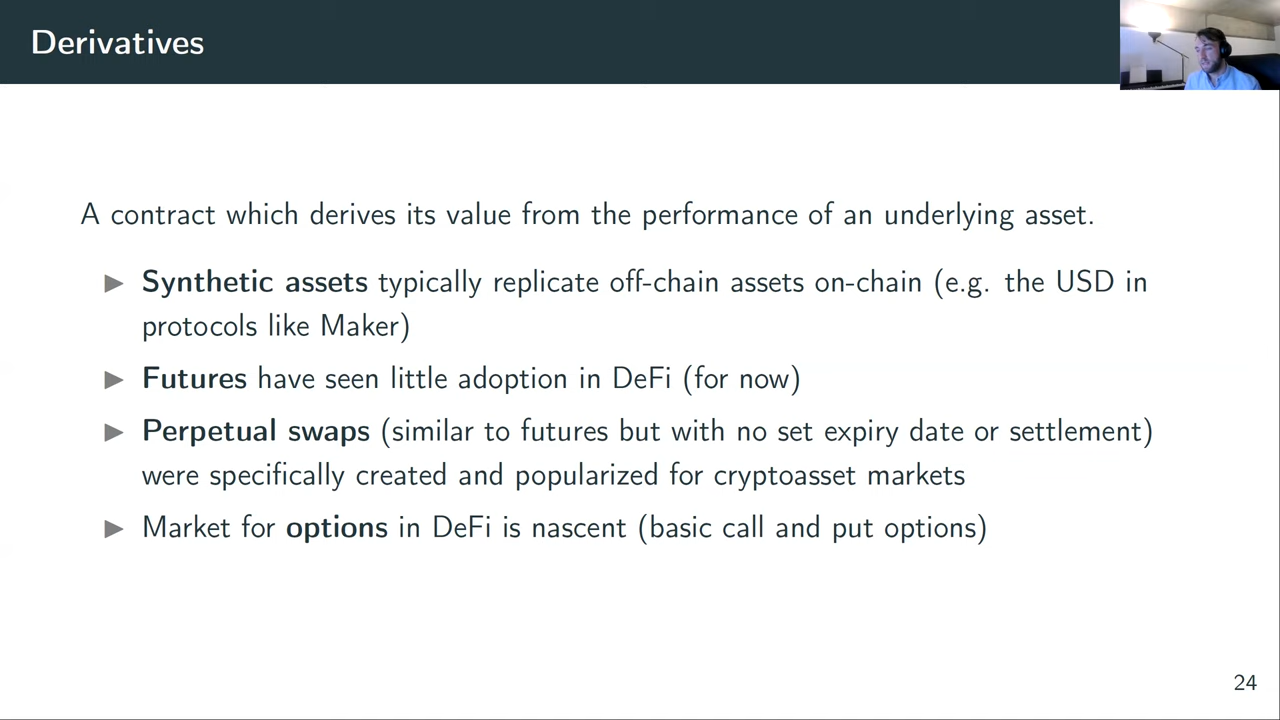 Derivatives
A contract which derives its value from the performance of an underlying asset.
▶ Synthetic assets typically replicate off-chain assets on-chain (e.g. the USD in
protocols like Maker)
▶ Futures have seen little adoption in DeFi (for now)
▶ Perpetual swaps (similar to futures but with no set expiry date or settlement)
were specifically created and popularized for cryptoasset markets
▶ Market for options in DeFi is nascent (basic call and put options)
24